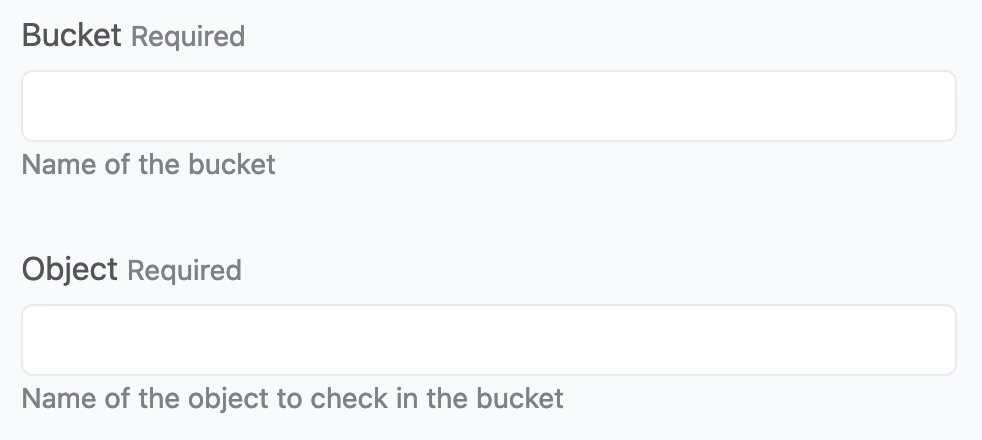 Bucket Required
Name of the bucket
Object Required
Name of the object to check in the bucket